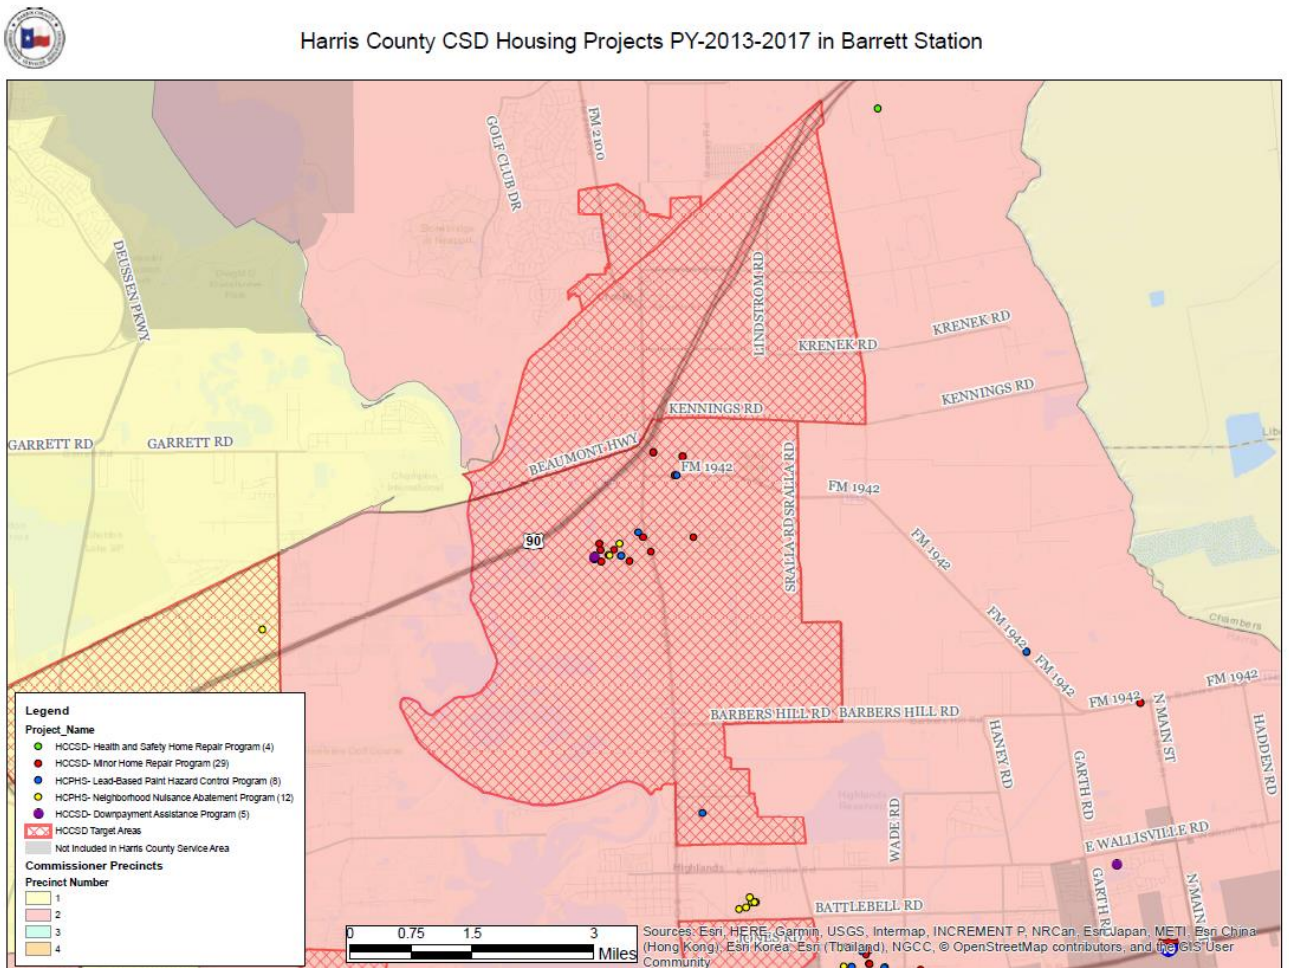 Harris County CSD Housing Projects PY-2013-2017 in Barrett Station
GOLF CLUB DR
FM 2100
DEUSSEN PKWY
LINDSTROM RD
KRENEK RD
KRENEK RD
KENNINGS RD
KENNINGS RD
GARRETT RD
GARRETT RD
BEAUMONT HWY
FM 1942
SRALLA RD
SRALLA RD
FM 1942
90
FM 1942
FM 1942
FM 1942
FM 1942
FM 1942
Chambers
BARBERS HILL RD
BARBERS HILL RD
HANEY RD
GARTH RD
N MAIN ST
HADDEN RD
WADE RD
E WALLISVILLE RD
Highlands
GARTH RD
BATTLEBELL RD
JONES RD
Legend
Project_Name
HCCSD- Health and Safety Home Repair Program (4)
HCCSD- Minor Home Repair Program (29)
HCPHS- Lead-Based Paint Hazard Control Program (8)
HCPHS- Neighborhood Nuisance Abatement Program (12)
HCCSD- Downpayment Assistance Program (5)
HCCSD Target Areas
Not Included in Harris County Service Area
Commissioner Precincts
Precinct Number
1
2
3
4
0 0.75 1.5 3
Miles
Sources: Esri, HERE, Garmin, USGS, Intermap, INCREMENT P, NRCan, Esri Japan, METI, Esri China
(Hong Kong), Esri Korea, Esri (Thailand), NGCC, © OpenStreetMap contributors, and the GIS User
Community